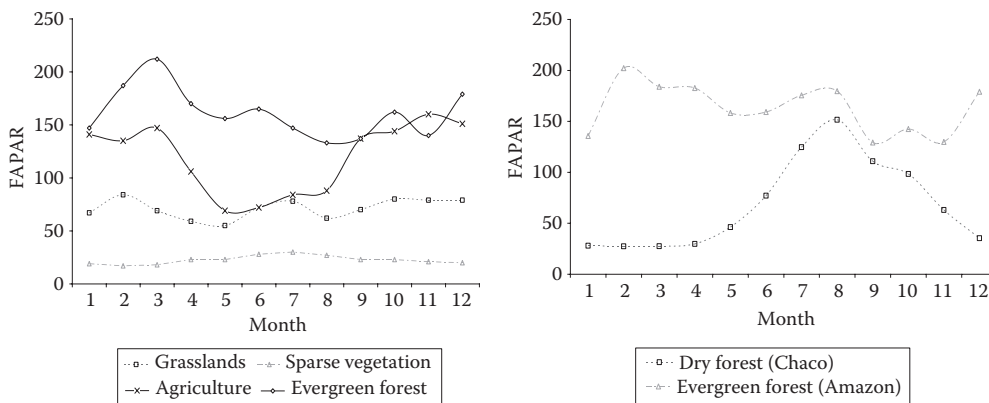 250
200
150
100
50
0
FAPAR
1 2 3 4 5 6 7 8 9 10 11 12
Month
Grasslands Sparse vegetation
Agriculture Evergreen forest
250
200
150
100
50
0
FAPAR
1 2 3 4 5 6 7 8 9 10 11 12
Month
Dry forest (Chaco)
Evergreen forest (Amazon)